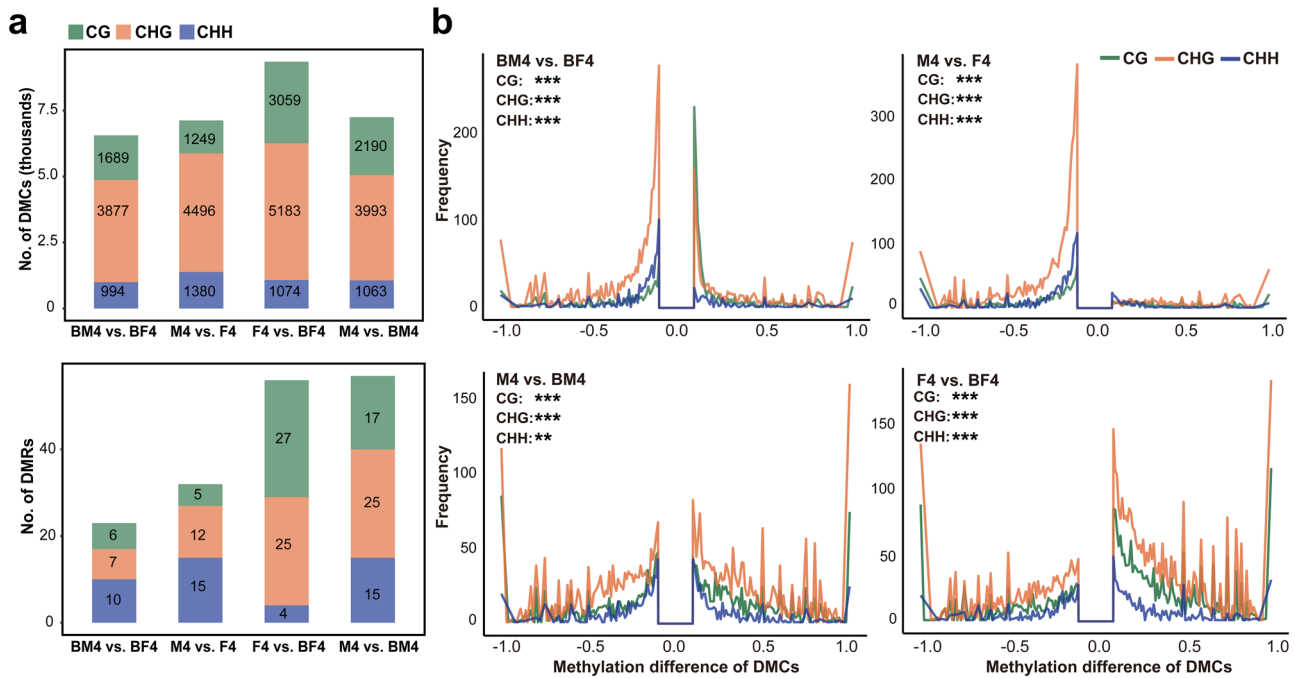 a
CG CHG CHH
No. of DMCs (thousands)
7.5
5.0
2.5
0
1689
3877
994
1249
4496
1380
3059
5183
1074
2190
3993
1063
BM4 vs. BF4 M4 vs. F4 F4 vs. BF4 M4 vs. BM4
No. of DMRs
40
20
0
6
7
10
5
12
15
27
25
4
17
25
15
BM4 vs. BF4 M4 vs. F4 F4 vs. BF4 M4 vs. BM4
b
BM4 vs. BF4
CG: ***
CHG: ***
CHH: ***
Frequency
200
100
0
-1.0 -0.5 0.0 0.5 1.0
M4 vs. F4
CG: ***
CHG: ***
CHH: ***
CG CHG CHH
300
200
100
0
-1.0 -0.5 0.0 0.5 1.0
M4 vs. BM4
CG: ***
CHG: ***
CHH: **
Frequency
150
100
50
0
-1.0 -0.5 0.0 0.5 1.0
Methylation difference of DMCs
F4 vs. BF4
CG: ***
CHG: ***
CHH: ***
150
100
50
0
-1.0 -0.5 0.0 0.5 1.0
Methylation difference of DMCs